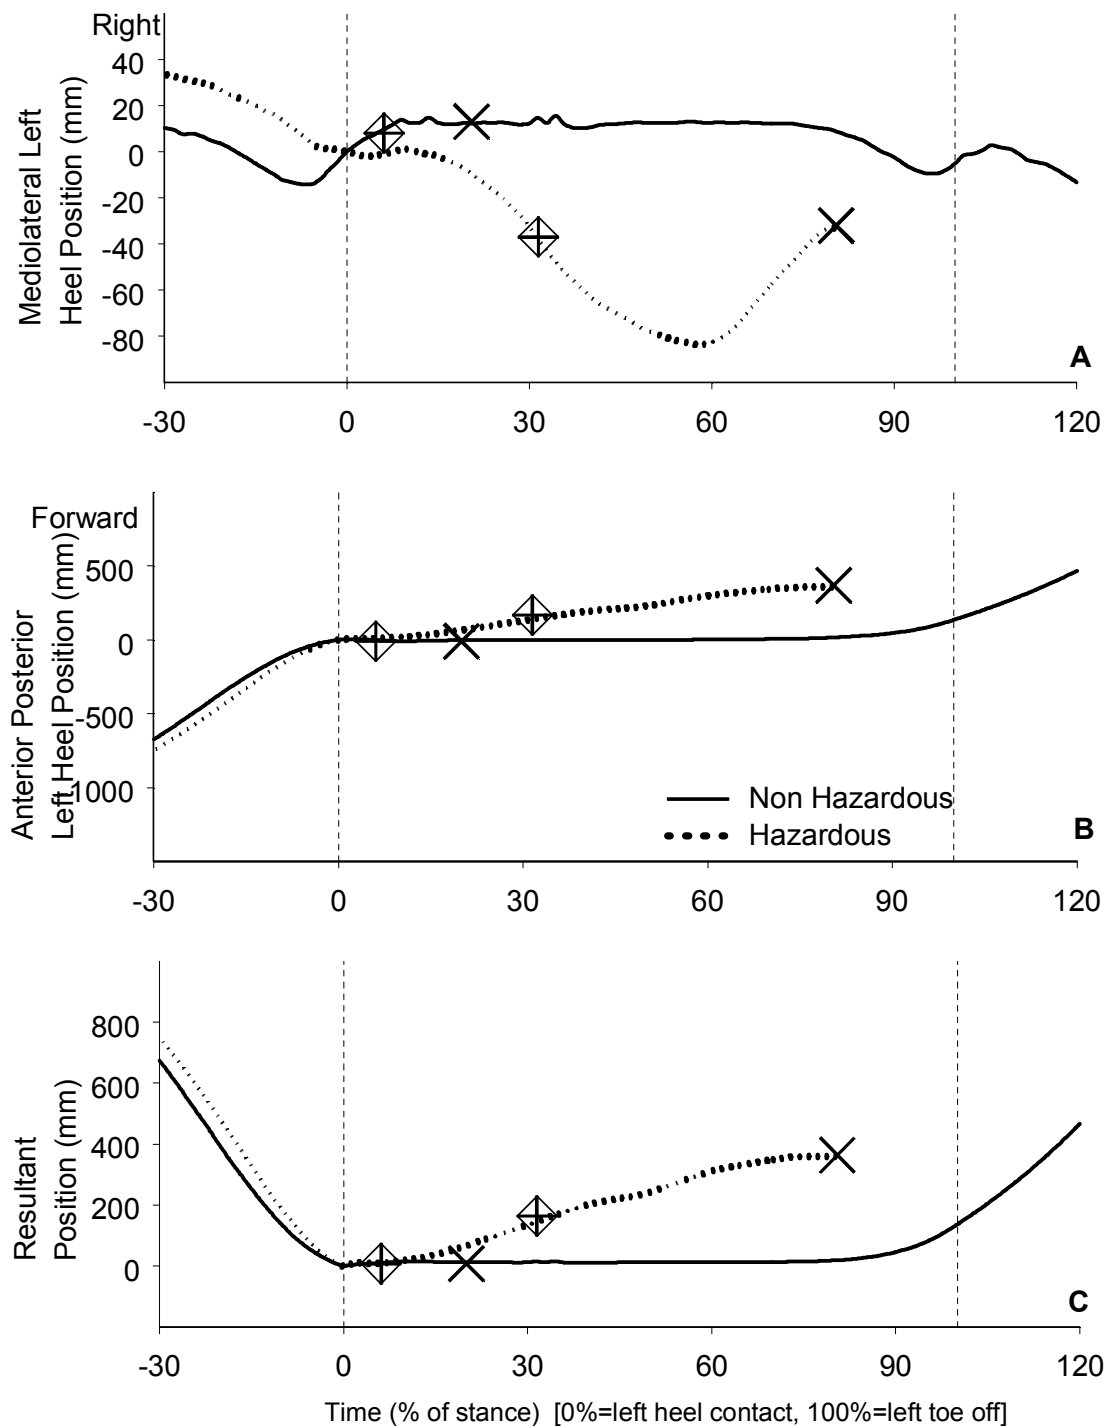 Right
Mediolateral Left
Heel Position (mm)
40
20
0
-20
-40
-60
-80
A
-30 0 30 60 90 120
Forward
Anterior Posterior
Left Heel Position (mm)
500
0
-500
1000
Non Hazardous
Hazardous
B
-30 0 30 60 90 120
Resultant
Position (mm)
800
600
400
200
0
C
-30 0 30 60 90 120
Time (% of stance) [0%=left heel contact, 100%=left toe off]